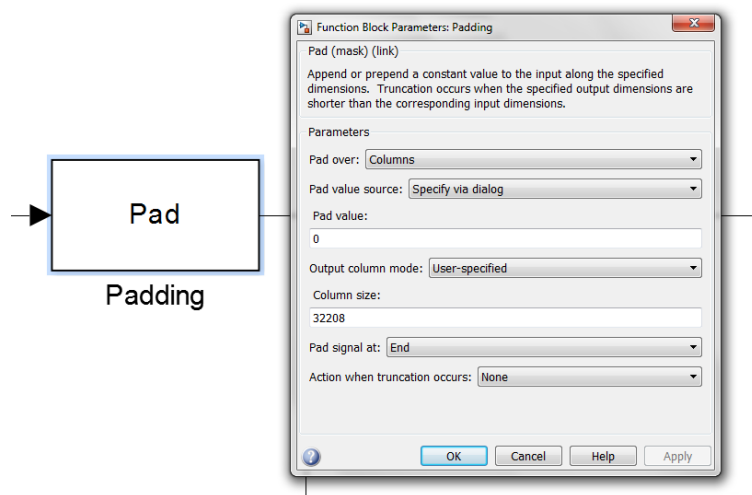 Function Block Parameters: Padding
Pad (mask) (link)
Append or prepend a constant value to the input along the specified
dimensions. Truncation occurs when the specified output dimensions are
shorter than the corresponding input dimensions.
Parameters
Pad over: Columns
Pad value source: Specify via dialog
Pad value:
0
Output column mode: User-specified
Column size:
32208
Pad signal at: End
Action when truncation occurs: None
OK Cancel Help Apply
Pad
Padding